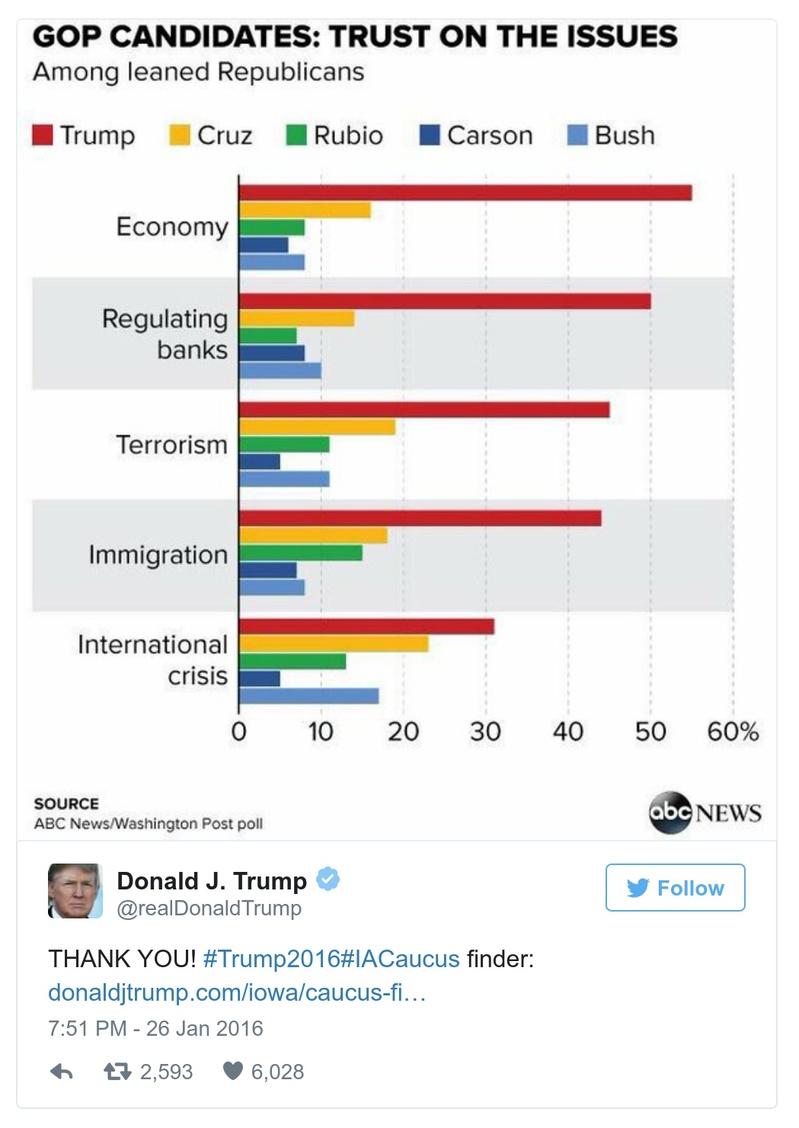 GOP CANDIDATES: TRUST ON THE ISSUES
Among leaned Republicans
Trump Cruz Rubio Carson Bush
Economy
Regulating
banks
Terrorism
Immigration
International
crisis
0 10 20 30 40 50 60%
SOURCE
ABC News/Washington Post poll
abc NEWS
Donald J. Trump
@realDonaldTrump
Follow
THANK YOU! #Trump2016#IACaucus finder:
donaldjtrump.com/iowa/caucus-fi…
7:51 PM - 26 Jan 2016
2,593 6,028